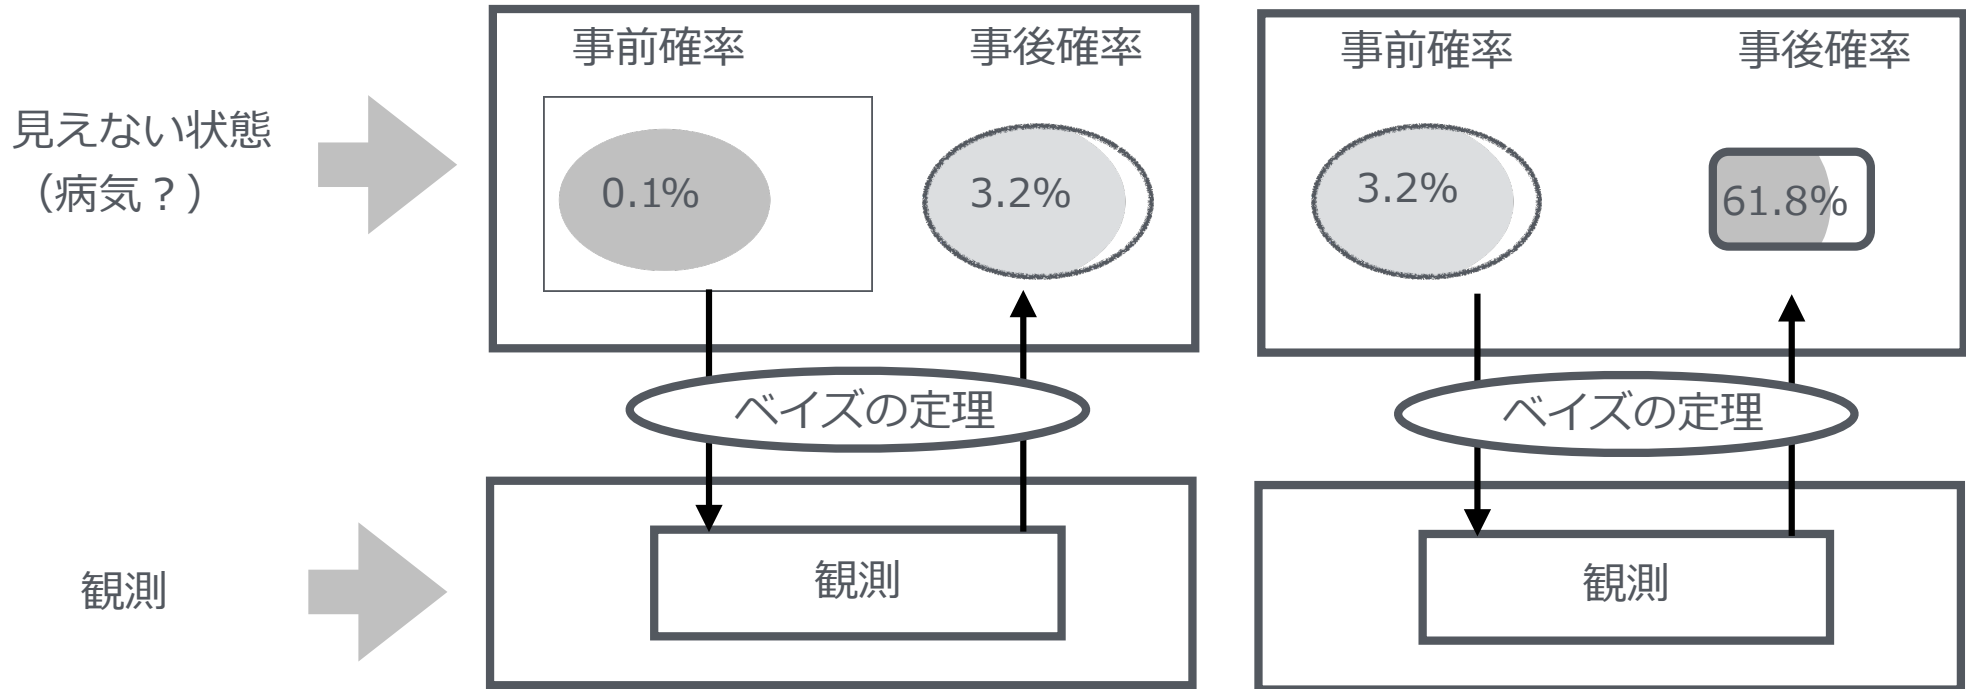 見えない状態
（病気？）
事前確率
事後確率
0.1%
3.2%
ベイズの定理
観測
観測
事前確率
事後確率
3.2%
61.8%
ベイズの定理
観測